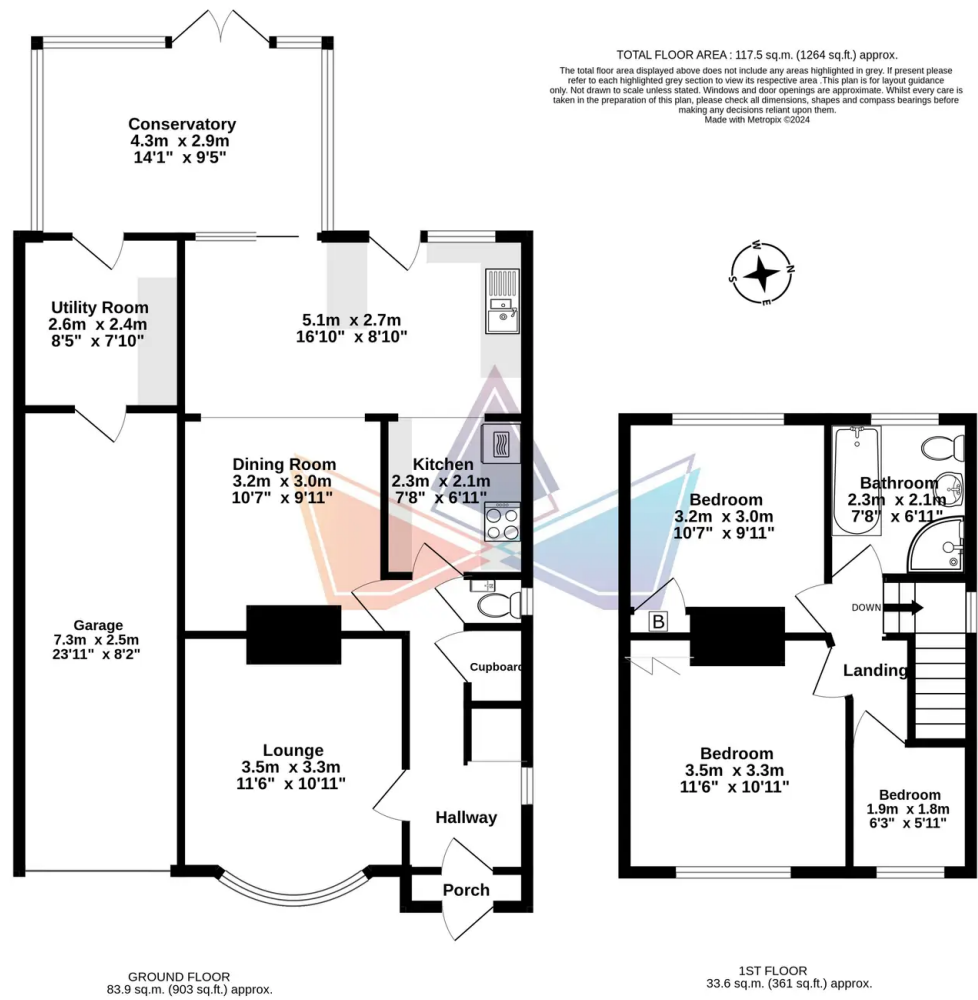 TOTAL FLOOR AREA : 117.5 sq.m. (1264 sq.ft.) approx.
The total floor area displayed above does not include any areas highlighted in grey. If present please
refer to each highlighted grey section to view its respective area .This plan is for layout guidance
only. Not drawn to scale unless stated. Windows and door openings are approximate. Whilst every care is
taken in the preparation of this plan, please check all dimensions, shapes and compass bearings before
making any decisions reliant upon them.
Made with Metropix ©2024
Conservatory
4.3m x 2.9m
14'1" x 9'5"
W
N
S
E
Utility Room
2.6m x 2.4m
8'5" x 7'10"
5.1m x 2.7m
16'10" x 8'10"
Dining Room
3.2m x 3.0m
10'7" x 9'11"
Kitchen
2.3m x 2.1m
7'8" x 6'11"
Bedroom
3.2m x 3.0m
10'7" x 9'11"
Bathroom
2.3m x 2.1m
7'8" x 6'11"
DOWN
B
Garage
7.3m x 2.5m
23'11" x 8'2"
Cupboard
Landing
Lounge
3.5m x 3.3m
11'6" x 10'11"
Bedroom
3.5m x 3.3m
11'6" x 10'11"
Bedroom
1.9m x 1.8m
6'3" x 5'11"
Hallway
Porch
GROUND FLOOR
83.9 sq.m. (903 sq.ft.) approx.
1ST FLOOR
33.6 sq.m. (361 sq.ft.) approx.